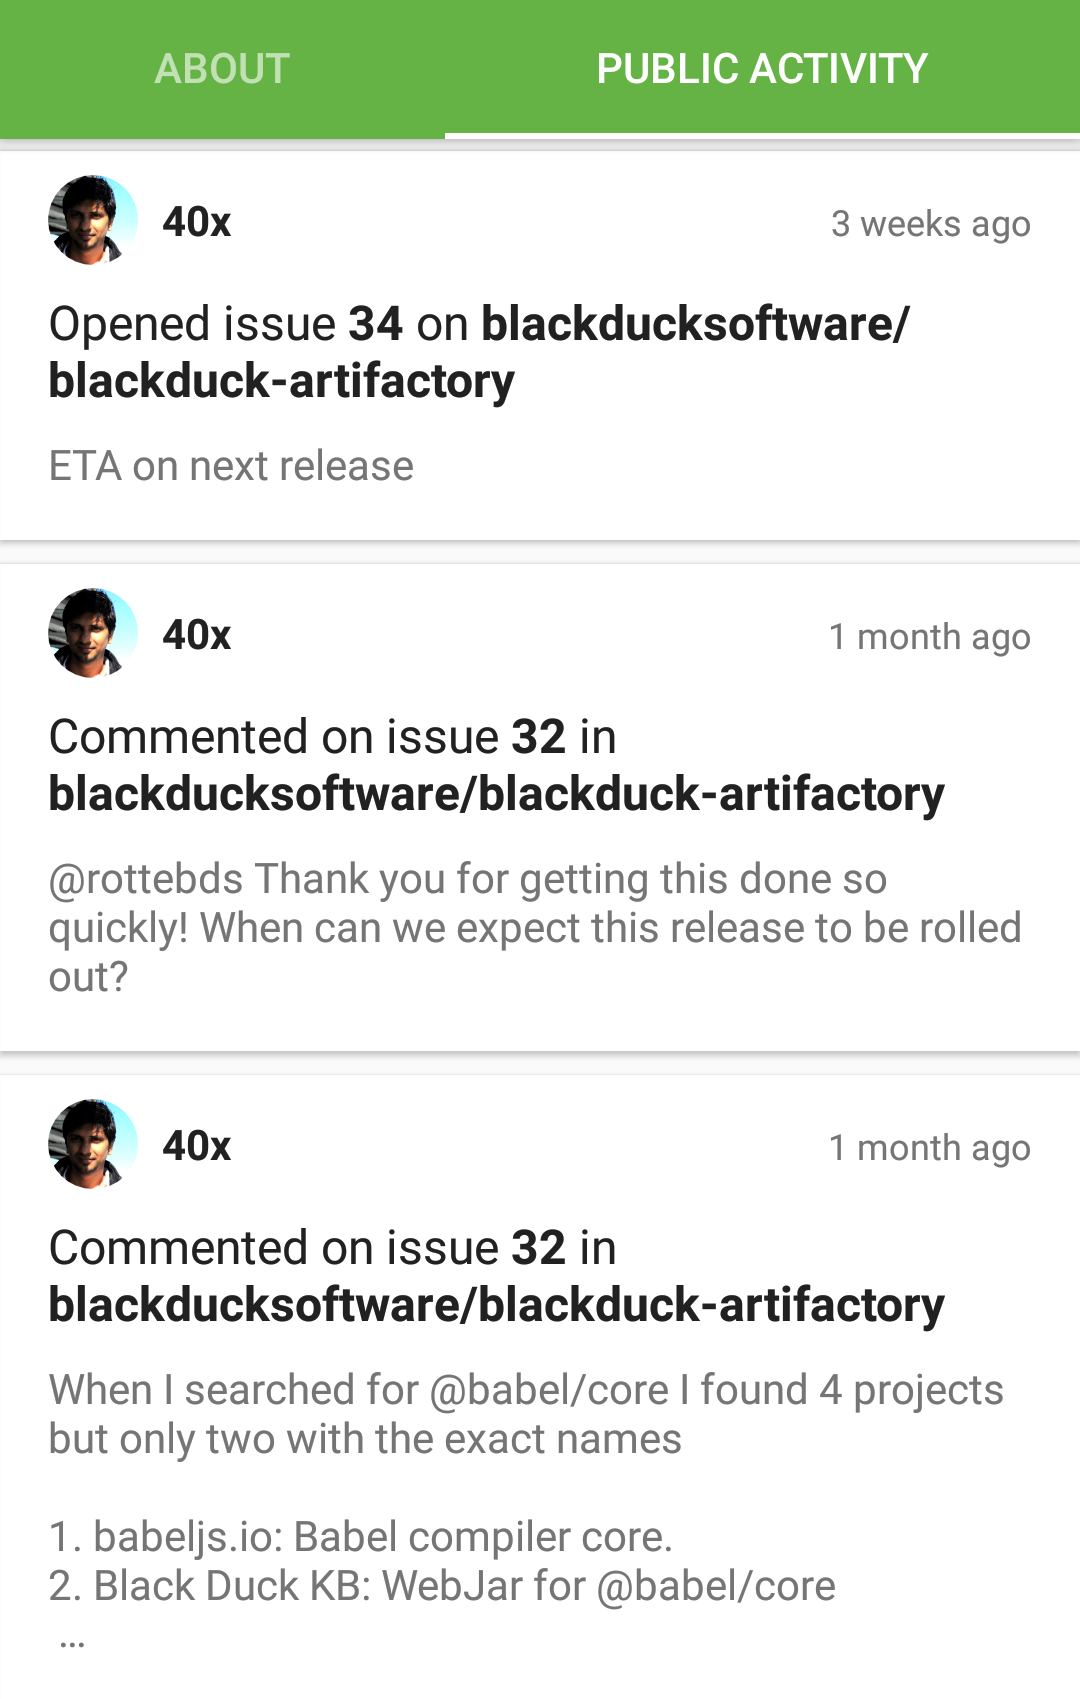 ABOUT
PUBLIC ACTIVITY
40x
3 weeks ago
Opened issue 34 on blackducksoftware/
blackduck-artifactory
ETA on next release
40x
1 month ago
Commented on issue 32 in
blackducksoftware/blackduck-artifactory
@rottebds Thank you for getting this done so
quickly! When can we expect this release to be rolled
out?
40x
1 month ago
Commented on issue 32 in
blackducksoftware/blackduck-artifactory
When I searched for @babel/core I found 4 projects
but only two with the exact names
1. babeljs.io: Babel compiler core.
2. Black Duck KB: WebJar for @babel/core
...